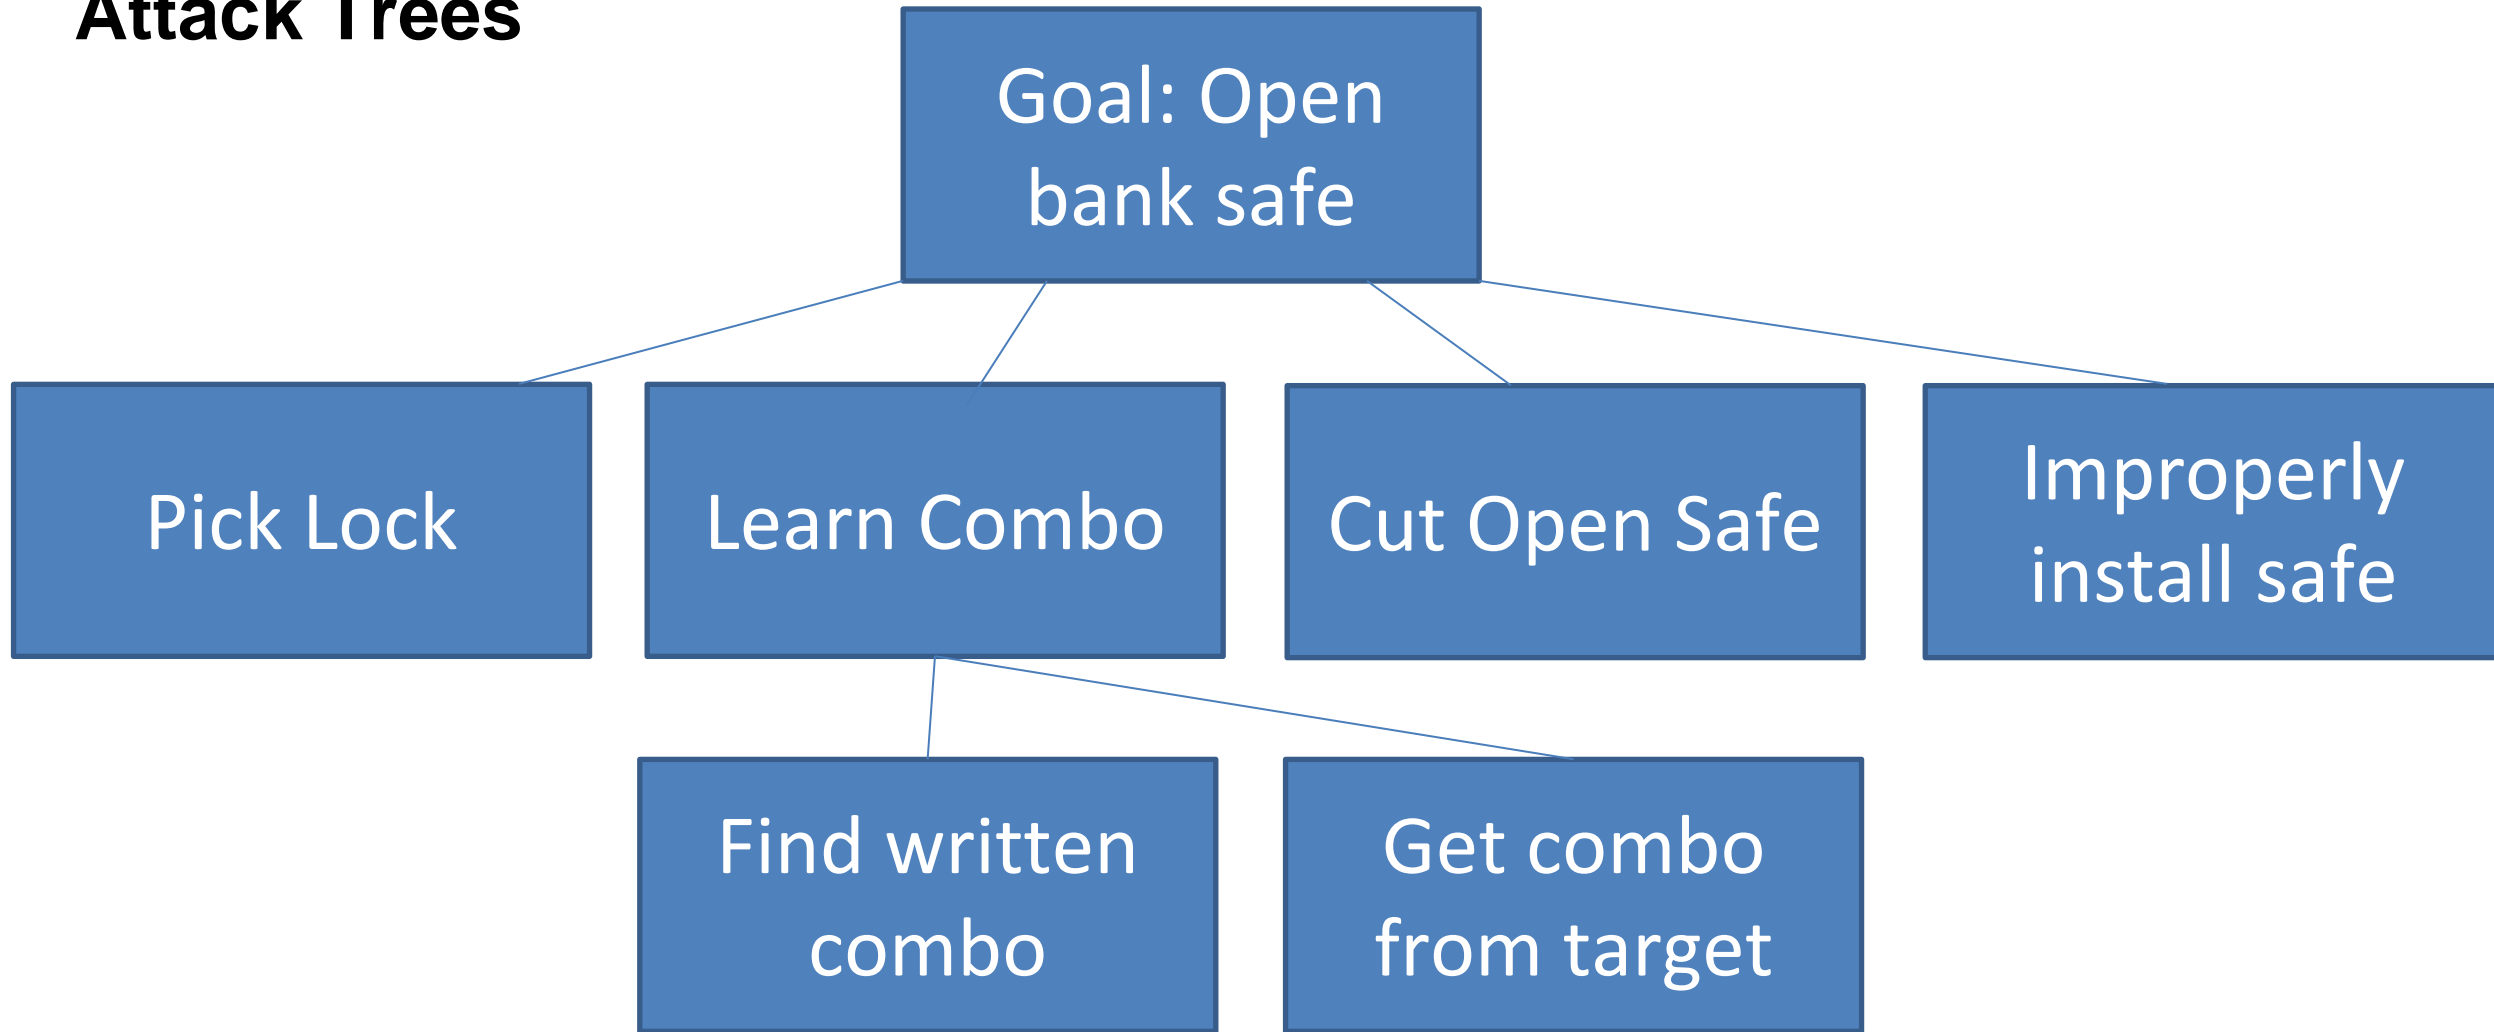 Attack Trees
Goal: Open
bank safe
Pick Lock
Learn Combo
Cut Open Safe
Improperly
install safe
Find written
combo
Get combo
from target